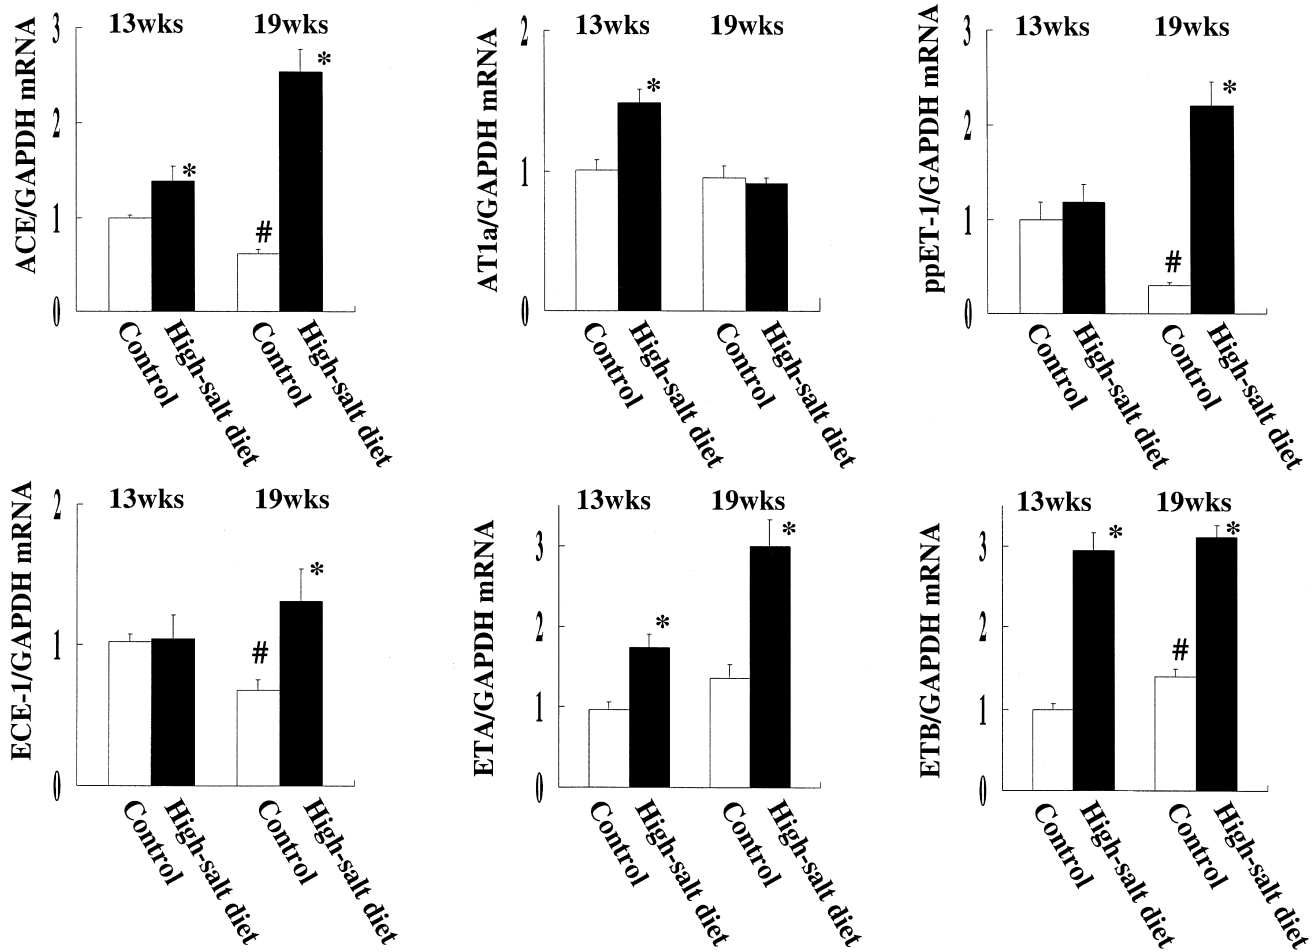 ACE/GAPDH mRNA
3
2
1
0
13wks
19wks
*
#
*
Control
High-salt diet
Control
High-salt diet
AT1a/GAPDH mRNA
2
1
0
13wks
19wks
*
Control
High-salt diet
Control
High-salt diet
ppET-1/GAPDH mRNA
3
2
1
0
13wks
19wks
#
*
Control
High-salt diet
Control
High-salt diet
ECE-1/GAPDH mRNA
2
1
0
13wks
19wks
#
*
Control
High-salt diet
Control
High-salt diet
ETA/GAPDH mRNA
3
2
1
0
13wks
19wks
*
*
Control
High-salt diet
Control
High-salt diet
ETB/GAPDH mRNA
3
2
1
0
13wks
19wks
*
#
*
Control
High-salt diet
Control
High-salt diet